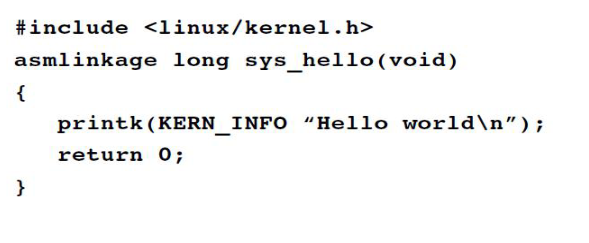 #include <linux/kernel.h>
asmlinkage long sys_hello(void)
{
printk(KERN_INFO “Hello world\n”);
return 0;
}